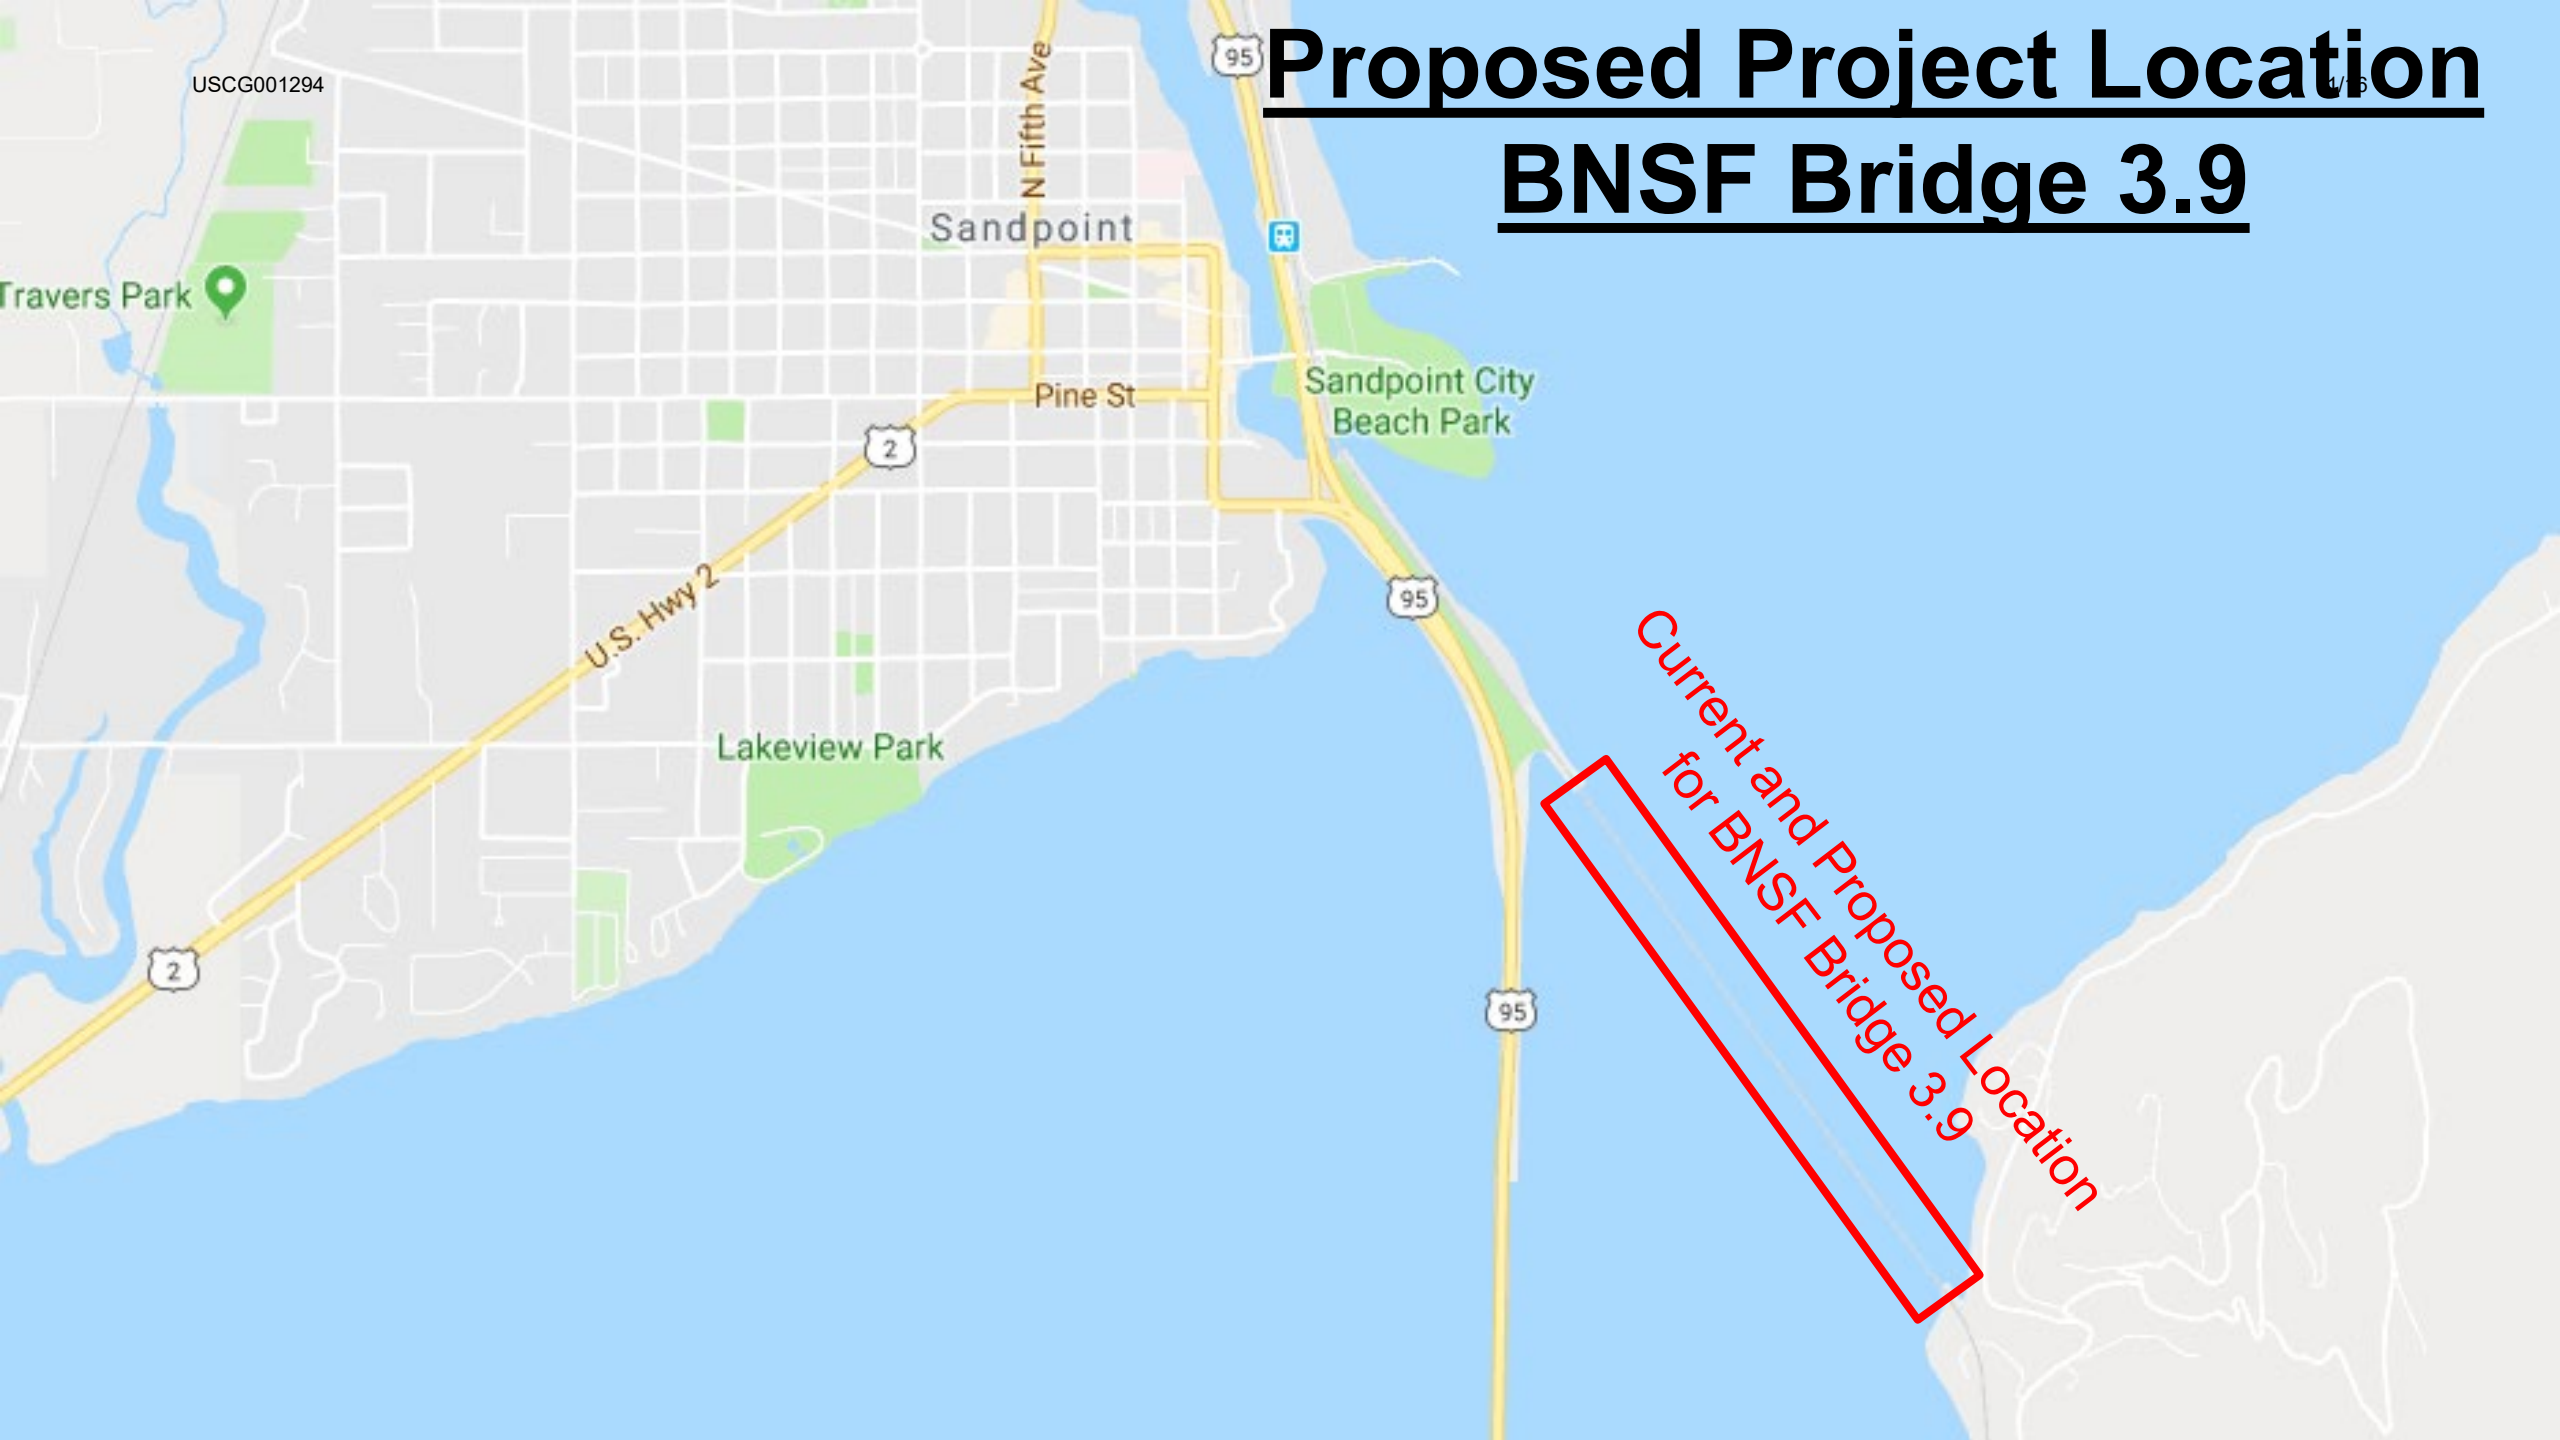 Proposed Project Location
BNSF Bridge 3.9
USCG001294
95
N Fifth Ave
Sandpoint
Travers Park
Sandpoint City
Beach Park
Pine St
2
U.S. Hwy 2
95
Current and Proposed Location
for BNSF Bridge 3.9
Lakeview Park
2
95